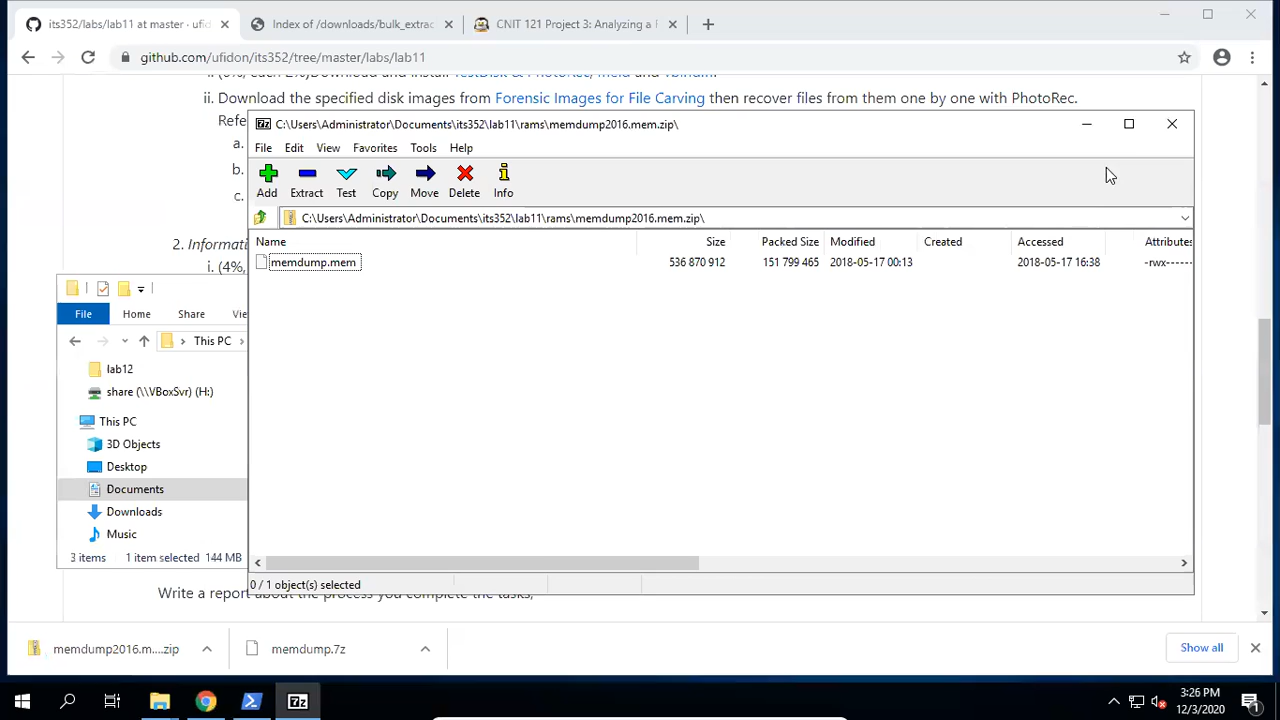 its352/labs/lab11 at master · ufid
Index of /downloads/bulk_extrac
CNIT 121 Project 3: Analyzing a
github.com/ufidon/its352/tree/master/labs/lab11
ii. Download the specified disk images from Forensic Images for File Carving then recover files from them one by one with PhotoRec.
Refe
a.
b.
c.
2. Informati
i. (4%,
C:\Users\Administrator\Documents\its352\lab11\rams\memdump2016.mem.zip\
File Edit View Favorites Tools Help
Add Extract Test Copy Move Delete Info
C:\Users\Administrator\Documents\its352\lab11\rams\memdump2016.mem.zip\
Name Size Packed Size Modified Created Accessed Attributes
memdump.mem 536 870 912 151 799 465 2018-05-17 00:13 2018-05-17 16:38 -rwx------
0 / 1 object(s) selected
File Home Share Vie
This PC
lab12
share (\\VBoxSvr) (H:)
This PC
3D Objects
Desktop
Documents
Downloads
Music
3 items 1 item selected 144 MB
Write a report about the process you complete the tasks,
memdump2016.m....zip
memdump.7z
Show all
7z
3:26 PM
12/3/2020
1